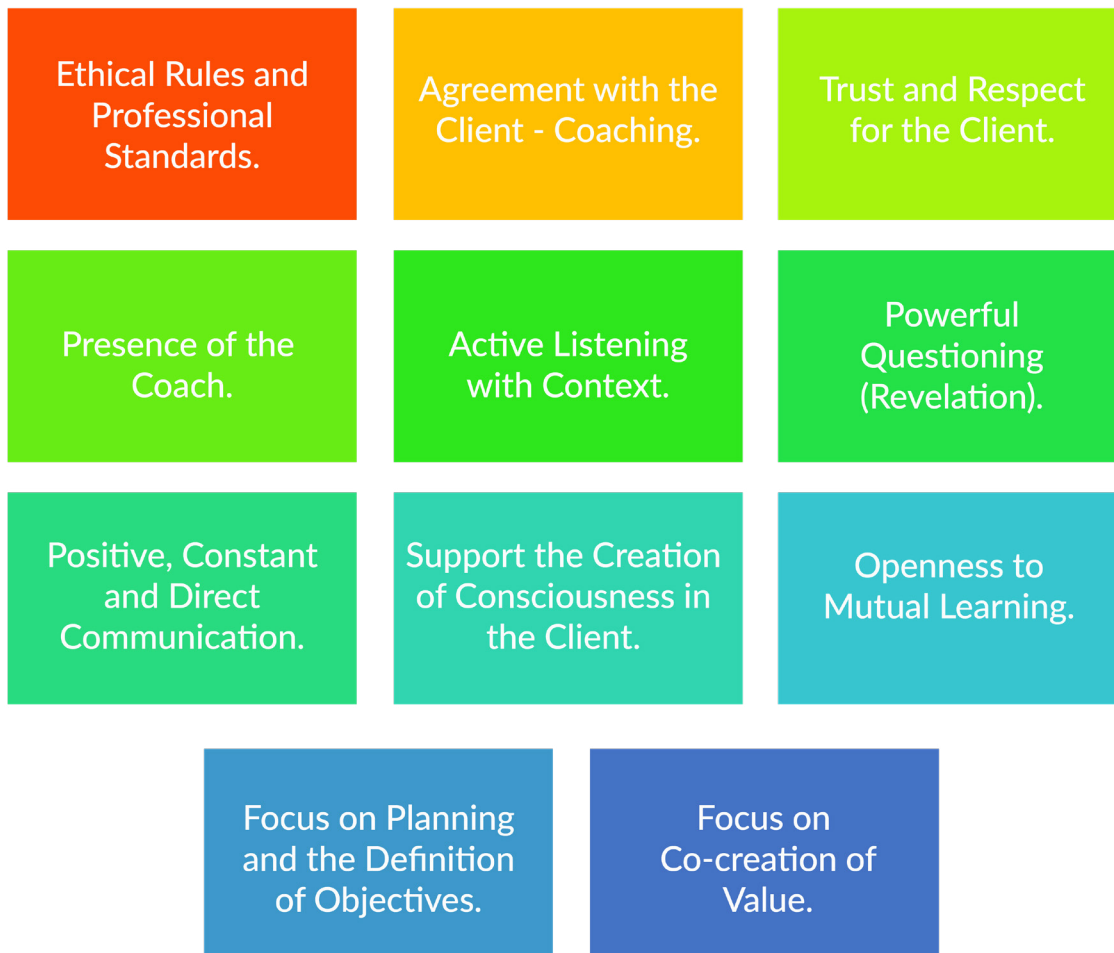 Ethical Rules and
Professional
Standards.
Agreement with the
Client - Coaching.
Trust and Respect
for the Client.
Presence of the
Coach.
Active Listening
with Context.
Powerful
Questioning
(Revelation).
Positive, Constant
and Direct
Communication.
Support the Creation
of Consciousness in
the Client.
Openness to
Mutual Learning.
Focus on Planning
and the Definition
of Objectives.
Focus on
Co-creation of
Value.